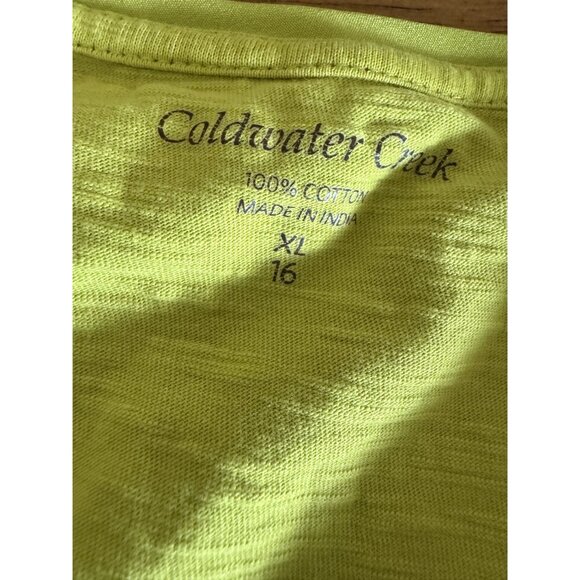 Coldwater Creek
100% COTTON
MADE IN INDIA
XL
16